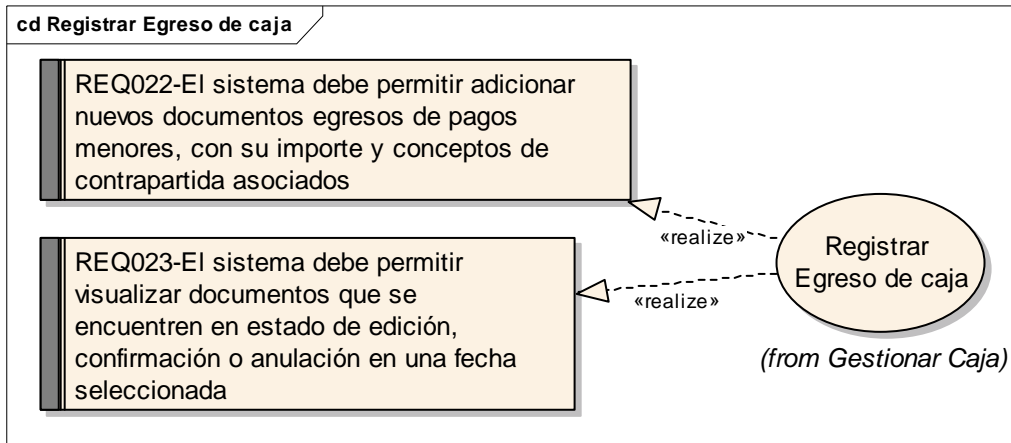 cd Registrar Egreso de caja
REQ022-El sistema debe permitir adicionar
nuevos documentos egresos de pagos
menores, con su importe y conceptos de
contrapartida asociados
«realize»
REQ023-El sistema debe permitir
visualizar documentos que se
encuentren en estado de edición,
confirmación o anulación en una fecha
seleccionada
«realize»
Registrar
Egreso de caja
(from Gestionar Caja)